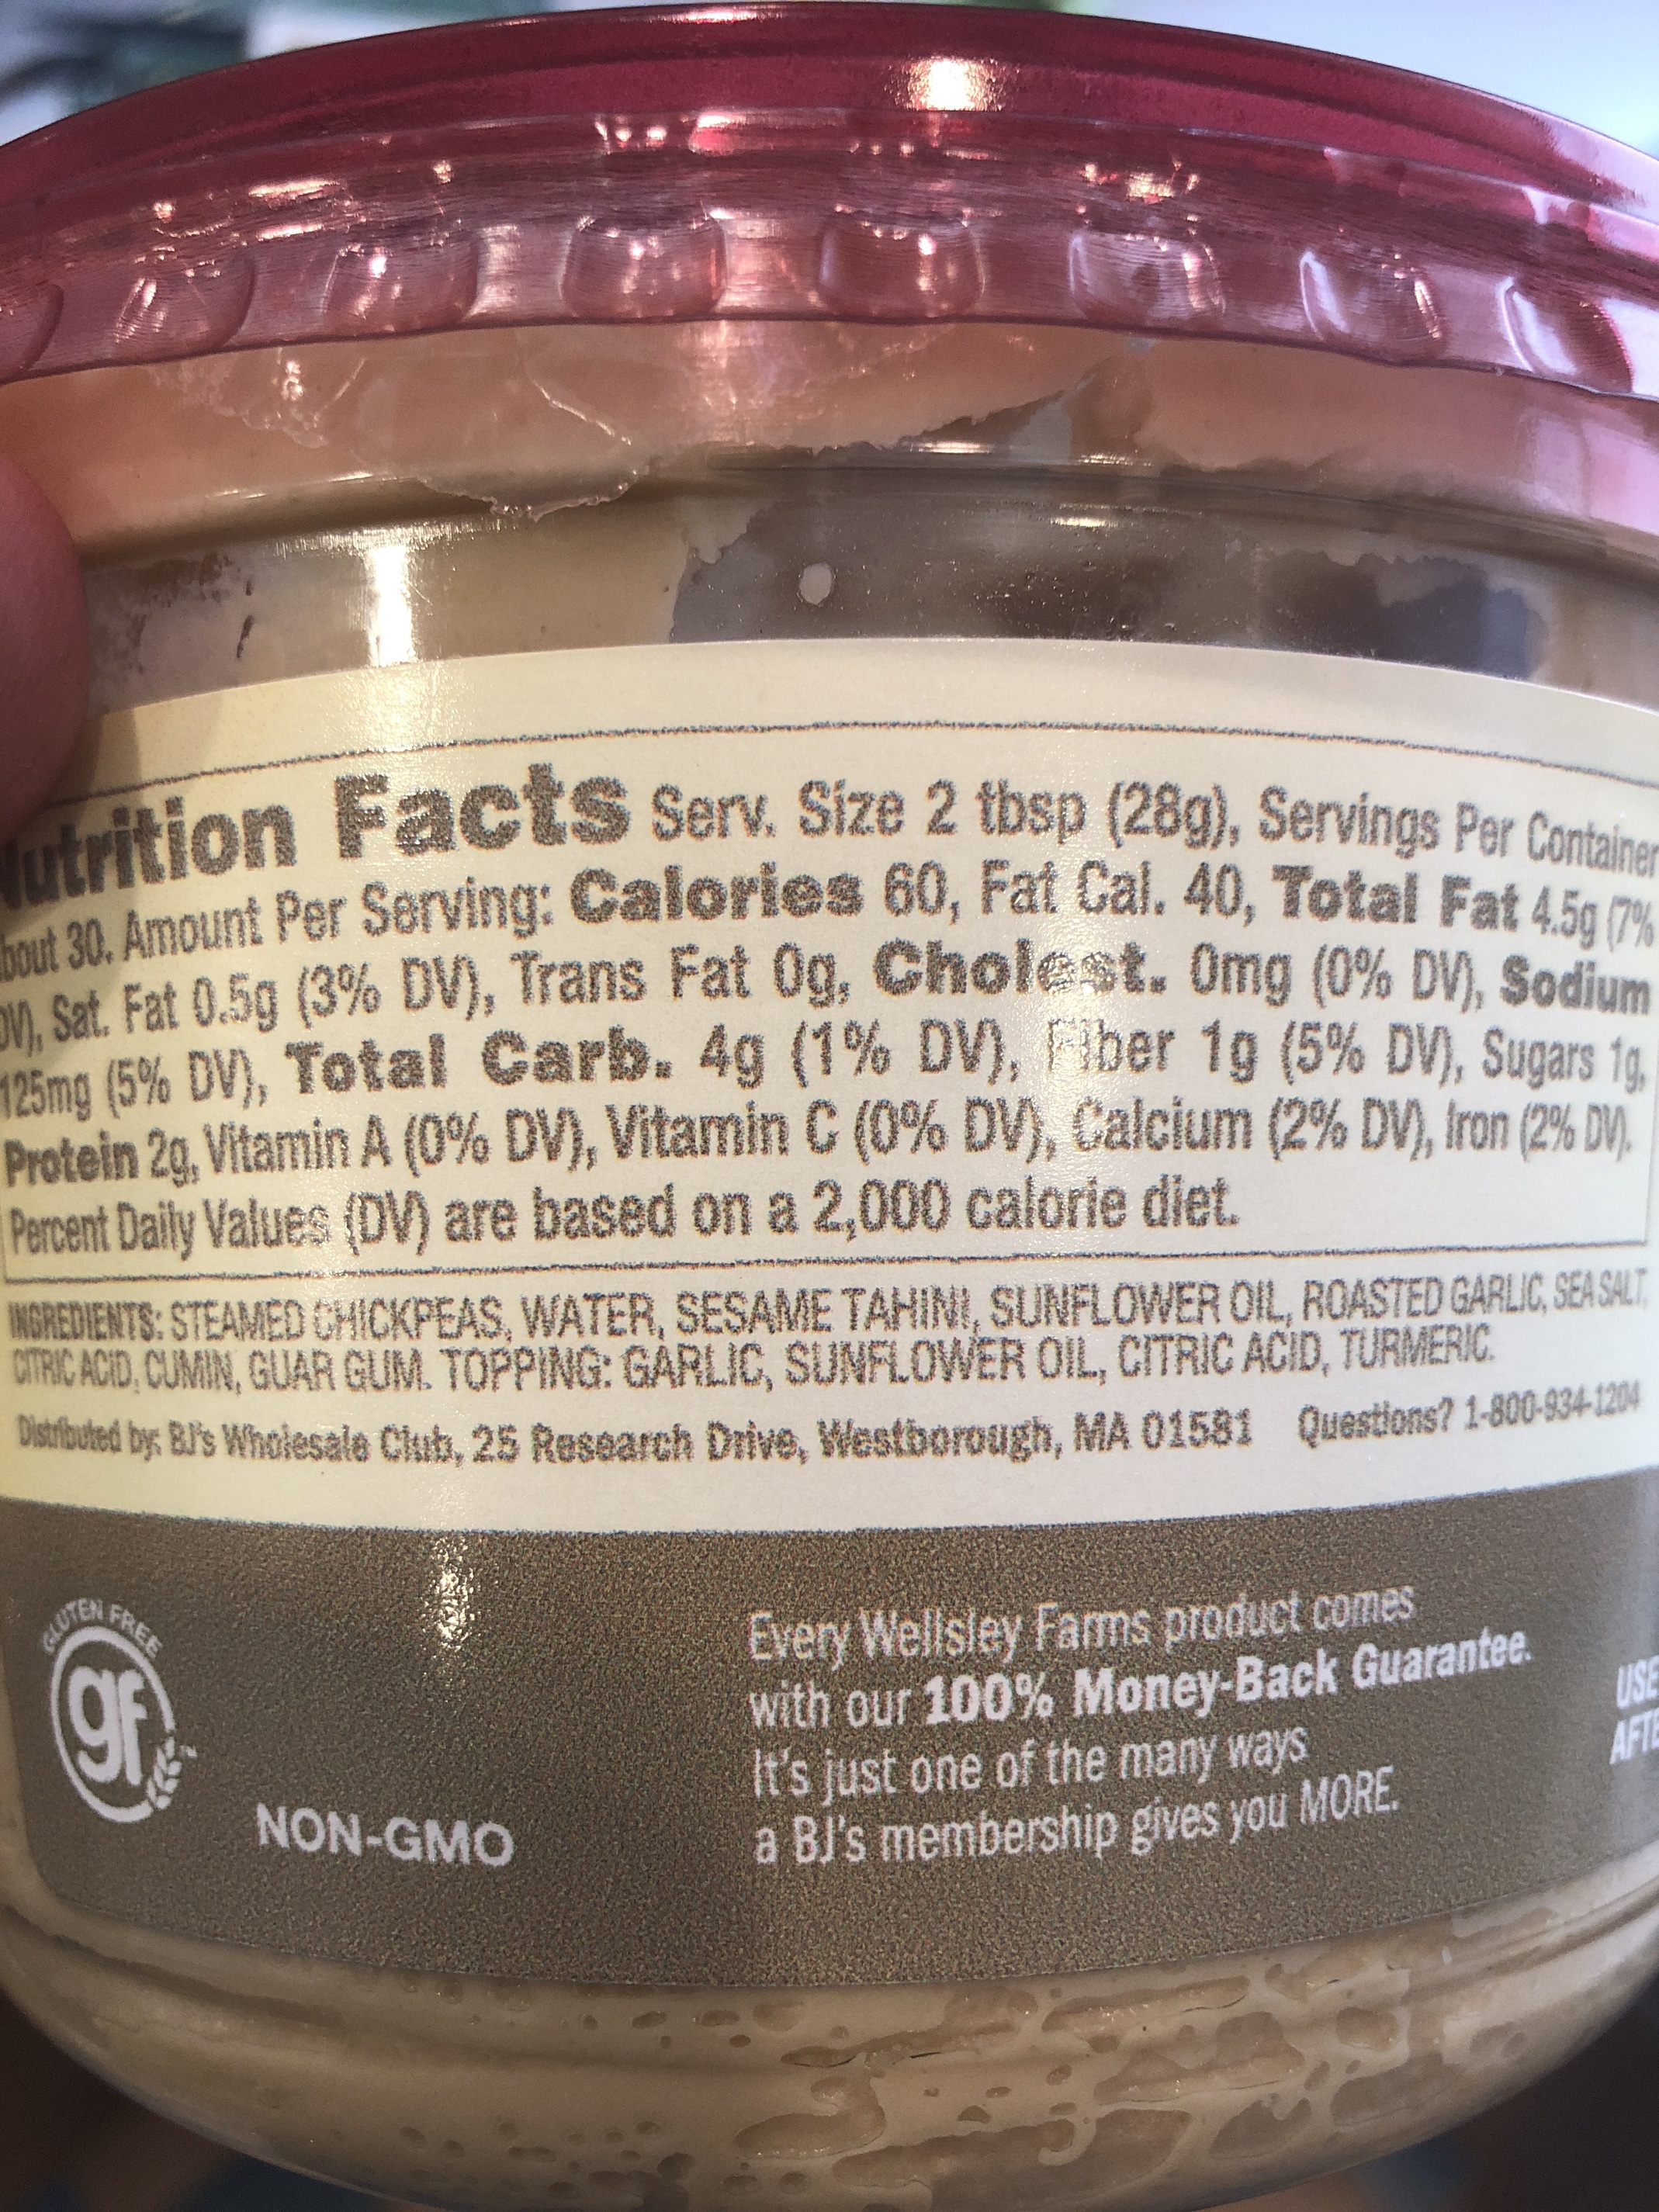 Nutrition Facts Serv. Size 2 tbsp (28g), Servings Per Container
about 30. Amount Per Serving: Calories 60, Fat Cal. 40, Total Fat 4.5g (7%
DV), Sat. Fat 0.5g (3% DV), Trans Fat 0g, Cholest. 0mg (0% DV), Sodium
125mg (5% DV), Total Carb. 4g (1% DV), Fiber 1g (5% DV), Sugars 1g,
Protein 2g, Vitamin A (0% DV), Vitamin C (0% DV), Calcium (2% DV), Iron (2% DV).
Percent Daily Values (DV) are based on a 2,000 calorie diet.
INGREDIENTS: STEAMED CHICKPEAS, WATER, SESAME TAHINI, SUNFLOWER OIL, ROASTED GARLIC, SEA SALT,
CITRIC ACID, CUMIN, GUAR GUM. TOPPING: GARLIC, SUNFLOWER OIL, CITRIC ACID, TURMERIC.
Distributed by: BJ's Wholesale Club, 25 Research Drive, Westborough, MA 01581 Questions? 1-800-934-1204
GLUTEN FREE
gf
NON-GMO
Every Wellsley Farms product comes
with our 100% Money-Back Guarantee.
It's just one of the many ways
a BJ's membership gives you MORE.
USE
AFTE